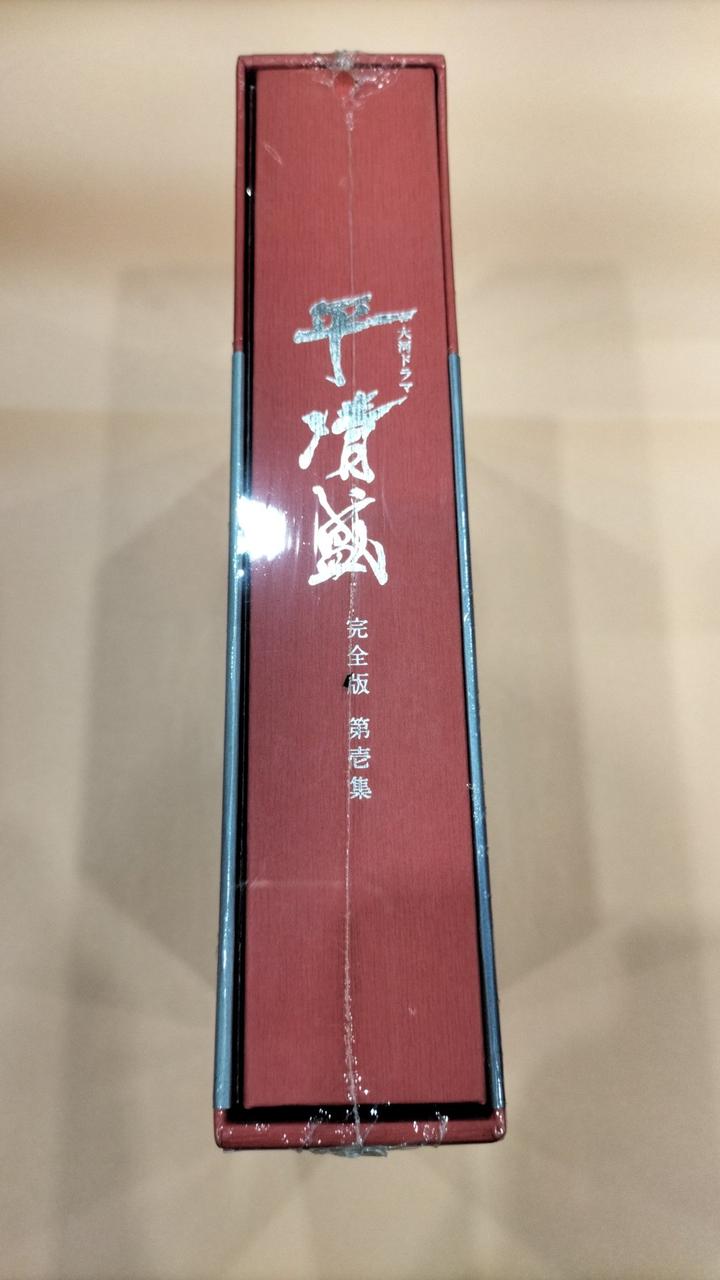 大河ドラマ
平清盛
完全版 第壱集